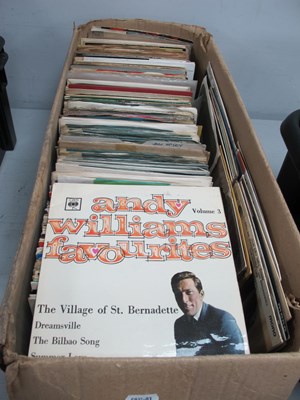 CBS
andy
williams
Volume 3
favourites
The Village of St. Bernadette
Dreamsville
The Bilbao Song